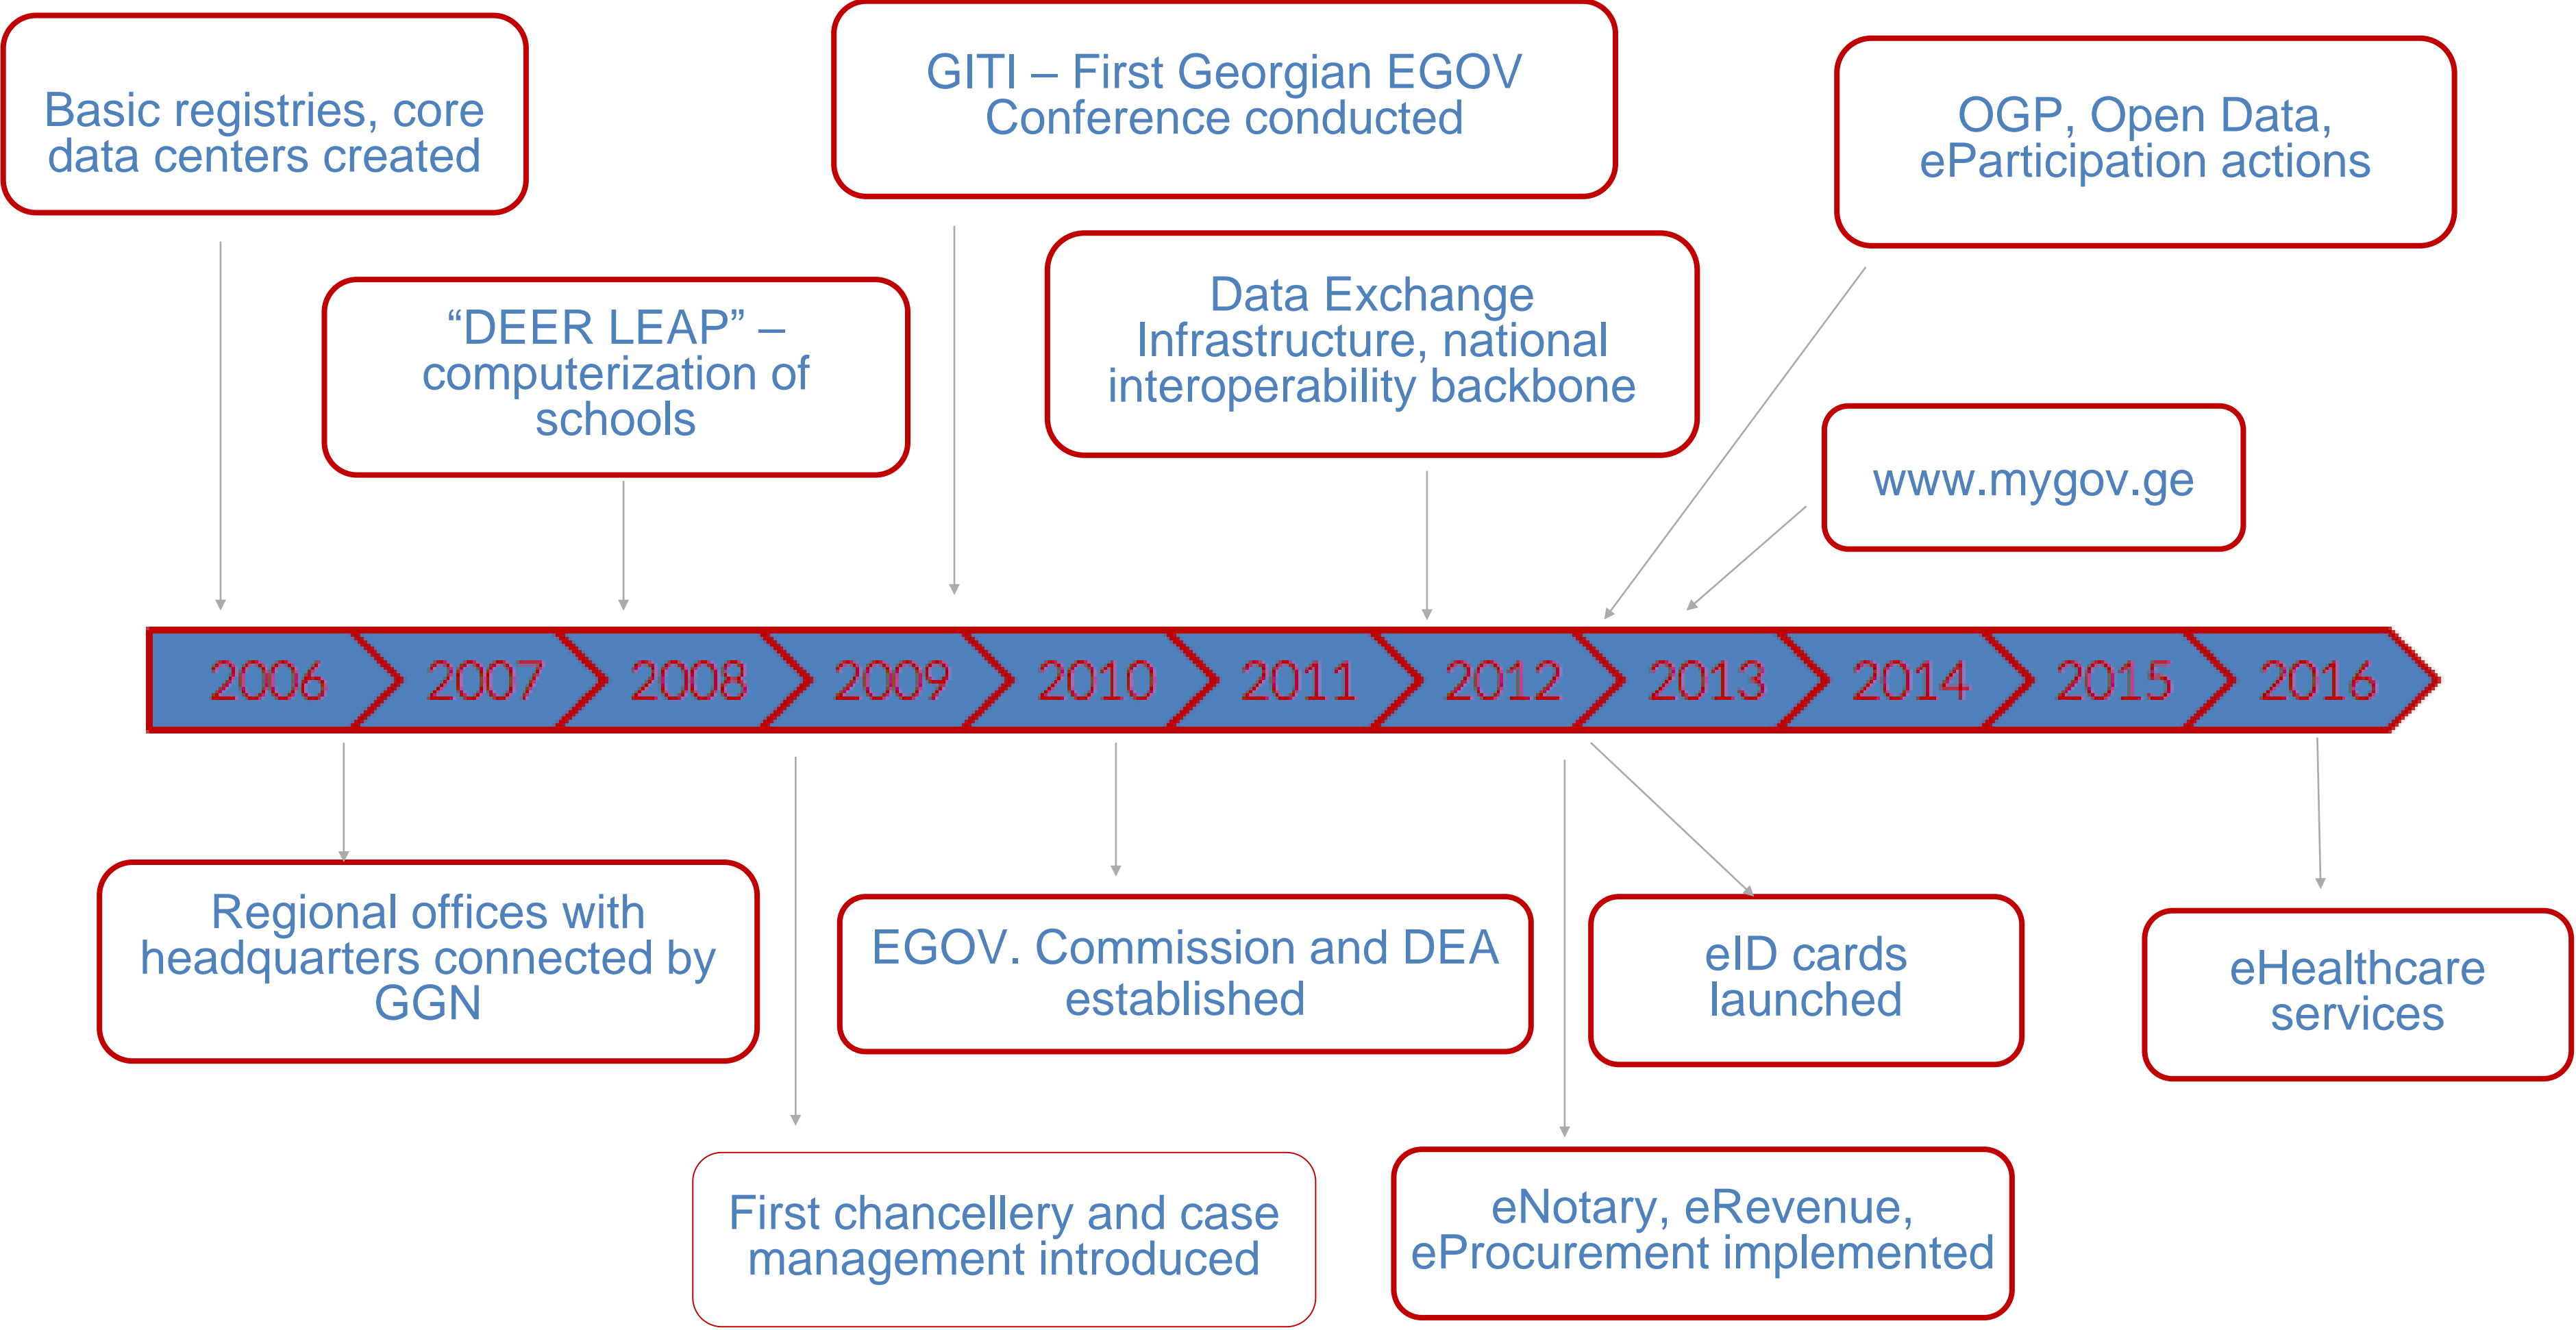 Basic registries, core
data centers created
GITI – First Georgian EGOV
Conference conducted
OGP, Open Data,
eParticipation actions
“DEER LEAP” –
computerization of
schools
Data Exchange
Infrastructure, national
interoperability backbone
www.mygov.ge
2006 2007 2008 2009 2010 2011 2012 2013 2014 2015 2016
Regional offices with
headquarters connected by
GGN
EGOV. Commission and DEA
established
eID cards
launched
eHealthcare
services
First chancellery and case
management introduced
eNotary, eRevenue,
eProcurement implemented